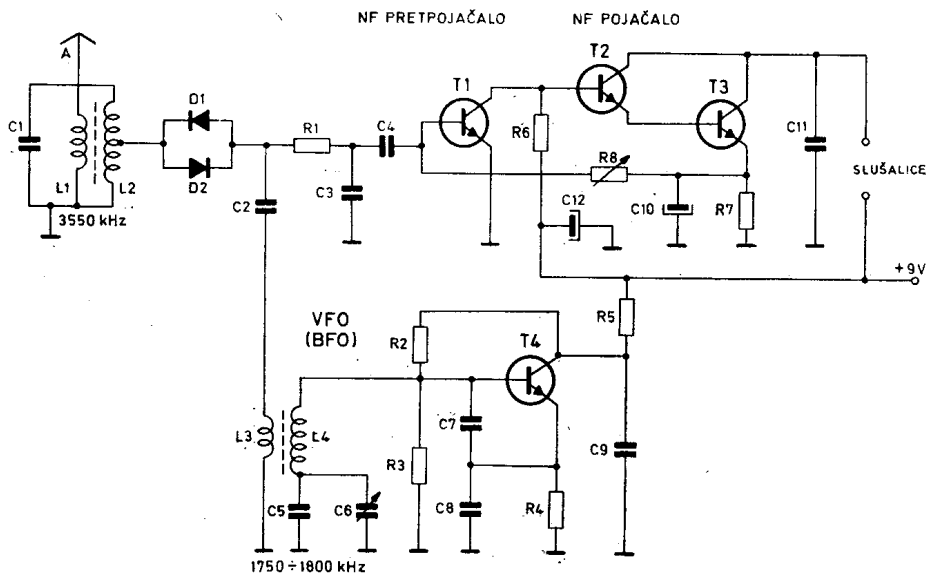 NF PRETPOJAČALO
NF POJAČALO
A
T1
T2
T3
D1
D2
C1
L1
L2
3550 kHz
R1
C4
C2
C3
R6
R8
C12
C10
R7
C11
SLUŠALICE
+9V
VFO
(BFO)
R2
T4
R5
L3
L4
R3
C7
C9
C5
C6
C8
R4
1750÷1800 kHz